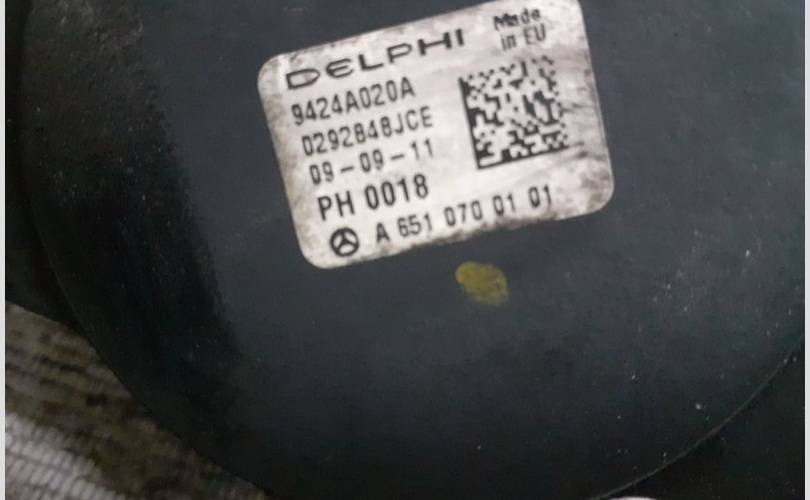 DELPHI
Made
in EU
9424A020A
0292848JCE
09-09-11
PH 0018
A 651 070 01 01